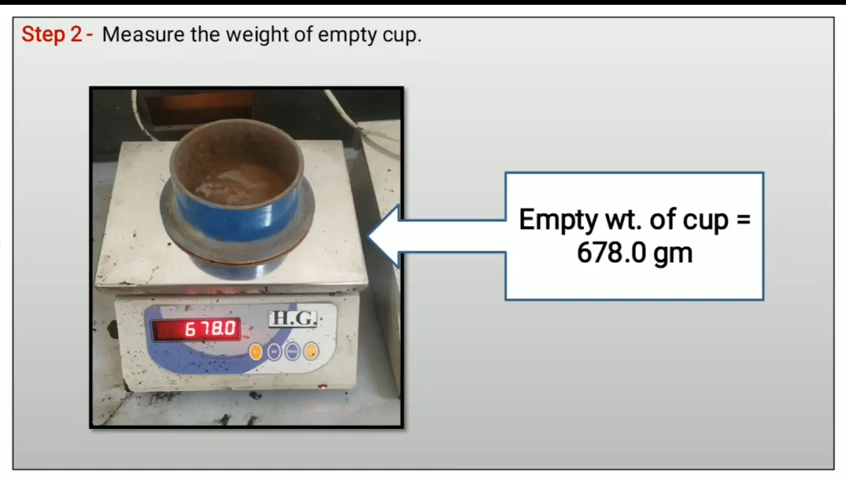 Step 2 - Measure the weight of empty cup.
Empty wt. of cup =
678.0 gm
678.0
H.G.